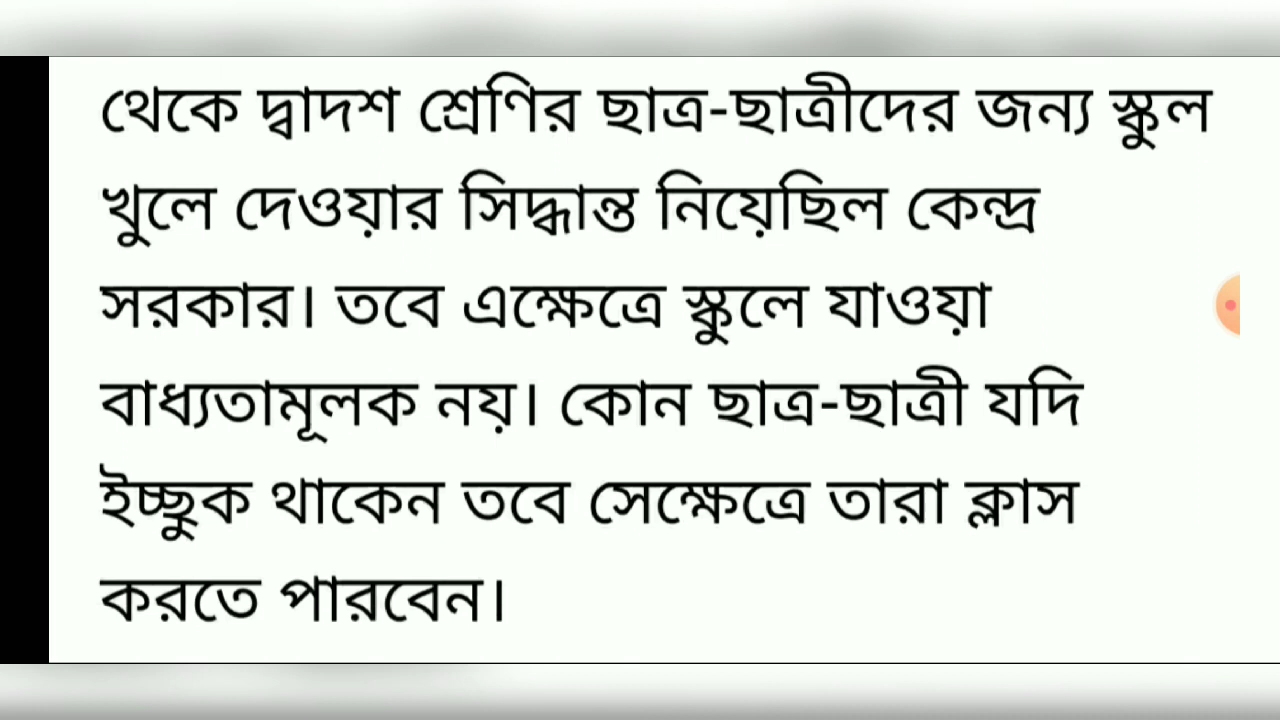 থেকে দ্বাদশ শ্রেণির ছাত্র-ছাত্রীদের জন্য স্কুল
খুলে দেওয়ার সিদ্ধান্ত নিয়েছিল কেন্দ্র
সরকার। তবে এক্ষেত্রে স্কুলে যাওয়া
বাধ্যতামূলক নয়। কোন ছাত্র-ছাত্রী যদি
ইচ্ছুক থাকেন তবে সেক্ষেত্রে তারা ক্লাস
করতে পারবেন।